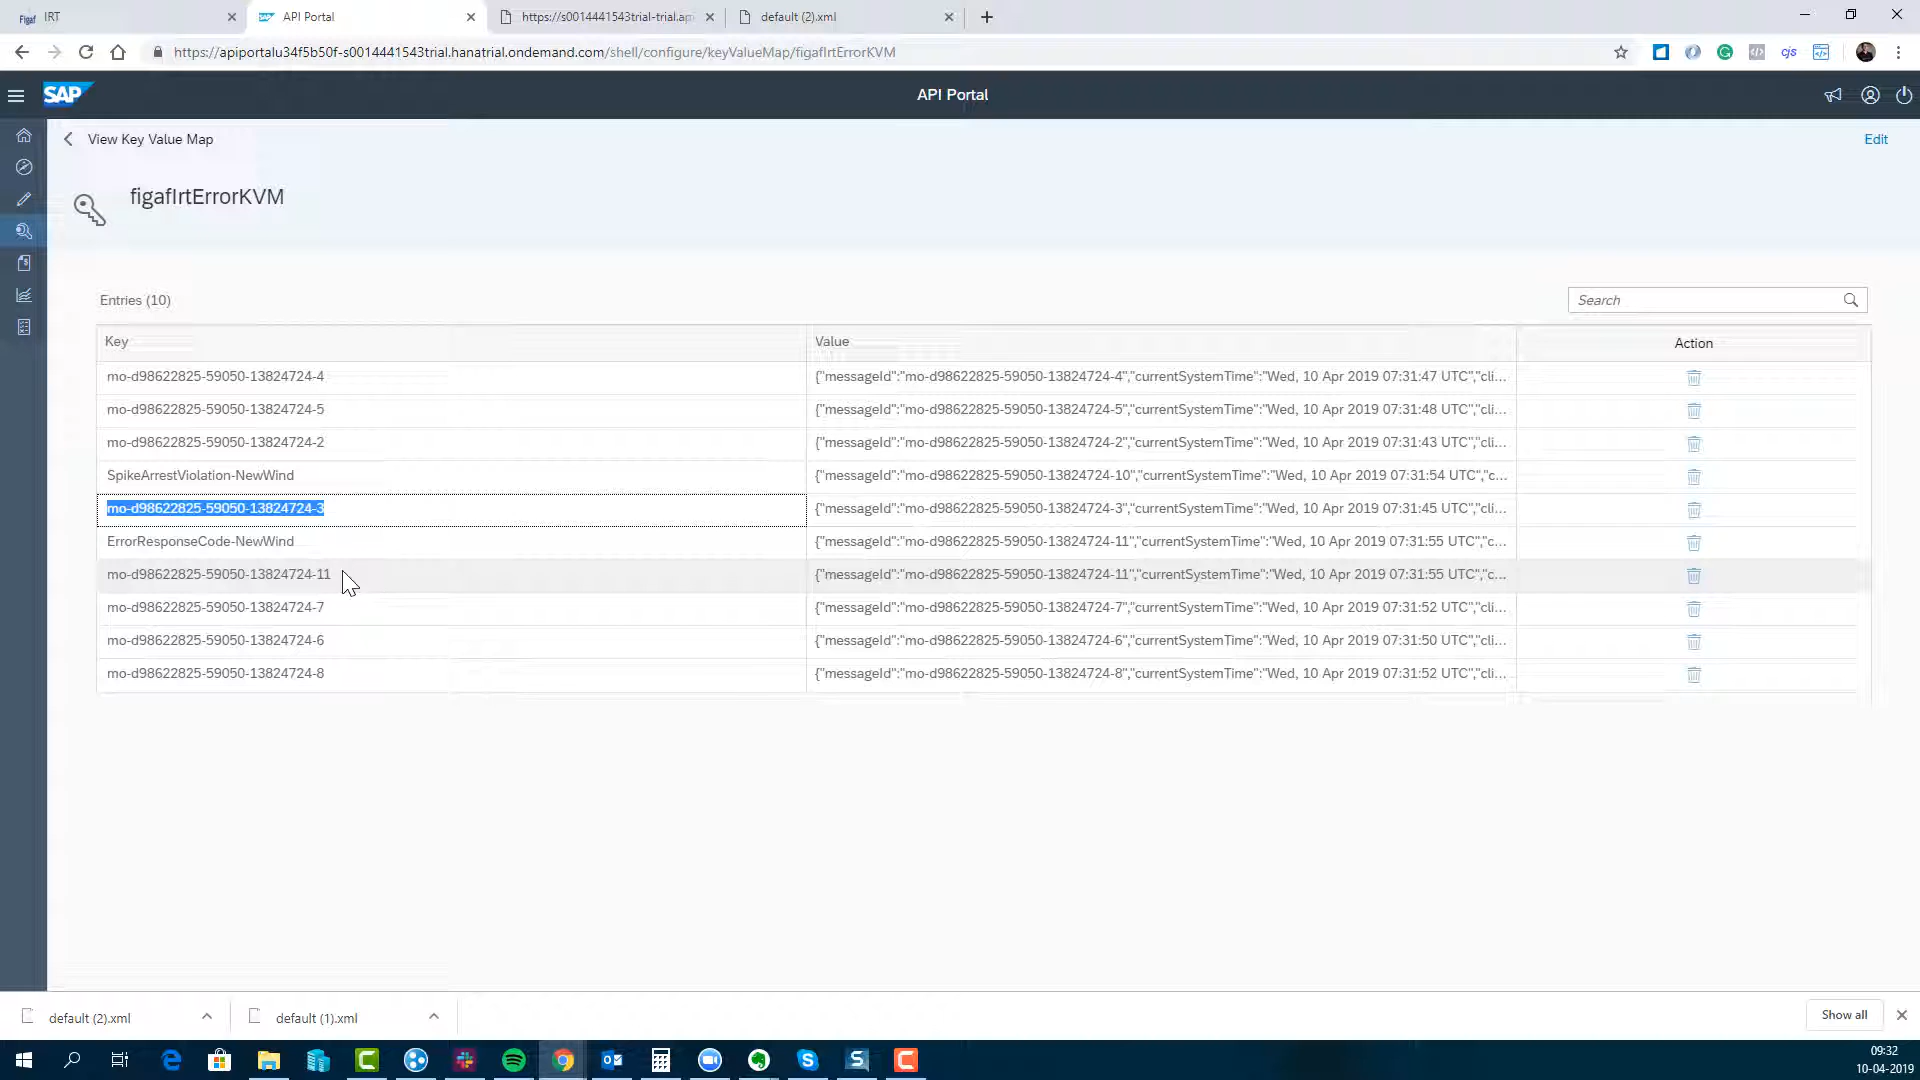 Figaf IRT
API Portal
https://s0014441543trial-trial.ap
default (2).xml
https://apiportalu34f5b50f-s0014441543trial.hanatrial.ondemand.com/shell/configure/keyValueMap/figafIrtErrorKVM
cjs
SAP
API Portal
View Key Value Map
Edit
figafIrtErrorKVM
Entries (10)
Search
Key Value Action
mo-d98622825-59050-13824724-4 {"messageId":"mo-d98622825-59050-13824724-4","currentSystemTime":"Wed, 10 Apr 2019 07:31:47 UTC","cli...
mo-d98622825-59050-13824724-5 {"messageId":"mo-d98622825-59050-13824724-5","currentSystemTime":"Wed, 10 Apr 2019 07:31:48 UTC","cli...
mo-d98622825-59050-13824724-2 {"messageId":"mo-d98622825-59050-13824724-2","currentSystemTime":"Wed, 10 Apr 2019 07:31:43 UTC","cli...
SpikeArrestViolation-NewWind {"messageId":"mo-d98622825-59050-13824724-10","currentSystemTime":"Wed, 10 Apr 2019 07:31:54 UTC","c...
mo-d98622825-59050-13824724-3 {"messageId":"mo-d98622825-59050-13824724-3","currentSystemTime":"Wed, 10 Apr 2019 07:31:45 UTC","cli...
ErrorResponseCode-NewWind {"messageId":"mo-d98622825-59050-13824724-11","currentSystemTime":"Wed, 10 Apr 2019 07:31:55 UTC","c...
mo-d98622825-59050-13824724-11 {"messageId":"mo-d98622825-59050-13824724-11","currentSystemTime":"Wed, 10 Apr 2019 07:31:55 UTC","c...
mo-d98622825-59050-13824724-7 {"messageId":"mo-d98622825-59050-13824724-7","currentSystemTime":"Wed, 10 Apr 2019 07:31:52 UTC","cli...
mo-d98622825-59050-13824724-6 {"messageId":"mo-d98622825-59050-13824724-6","currentSystemTime":"Wed, 10 Apr 2019 07:31:50 UTC","cli...
mo-d98622825-59050-13824724-8 {"messageId":"mo-d98622825-59050-13824724-8","currentSystemTime":"Wed, 10 Apr 2019 07:31:52 UTC","cli...
default (2).xml
default (1).xml
Show all
09:32
10-04-2019